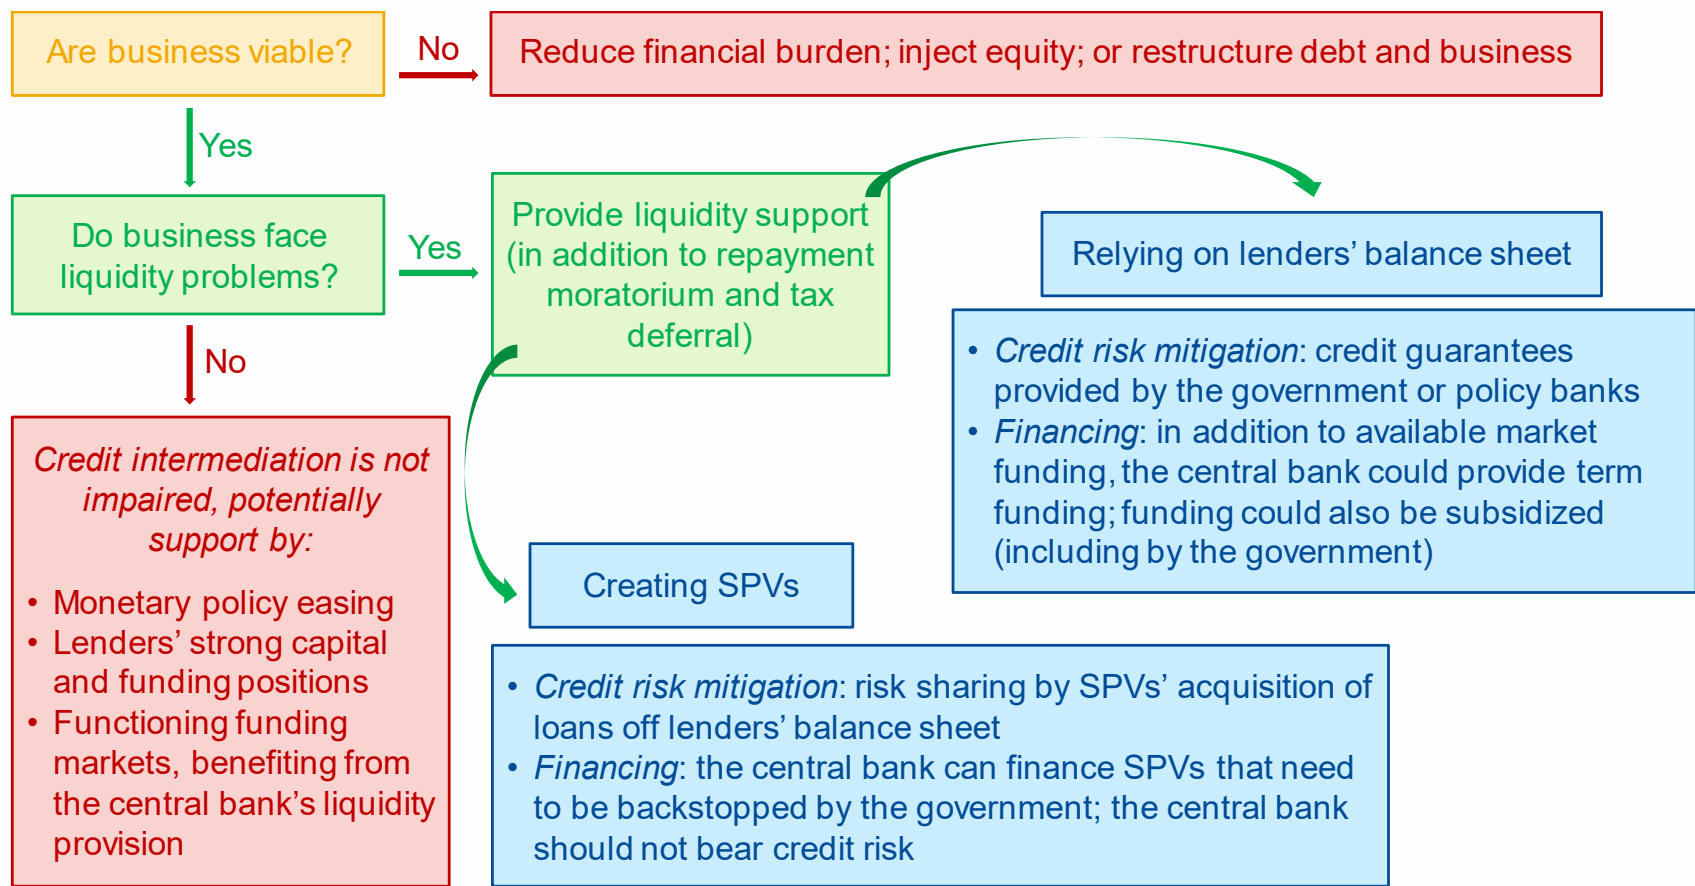 Are business viable?
No
Reduce financial burden; inject equity; or restructure debt and business
Yes
Do business face
liquidity problems?
Yes
Provide liquidity support
(in addition to repayment
moratorium and tax
deferral)
Relying on lenders’ balance sheet
• Credit risk mitigation: credit guarantees
provided by the government or policy banks
• Financing: in addition to available market
funding, the central bank could provide term
funding; funding could also be subsidized
(including by the government)
No
Credit intermediation is not
impaired, potentially
support by:
• Monetary policy easing
• Lenders’ strong capital
and funding positions
• Functioning funding
markets, benefiting from
the central bank’s liquidity
provision
Creating SPVs
• Credit risk mitigation: risk sharing by SPVs’ acquisition of
loans off lenders’ balance sheet
• Financing: the central bank can finance SPVs that need
to be backstopped by the government; the central bank
should not bear credit risk